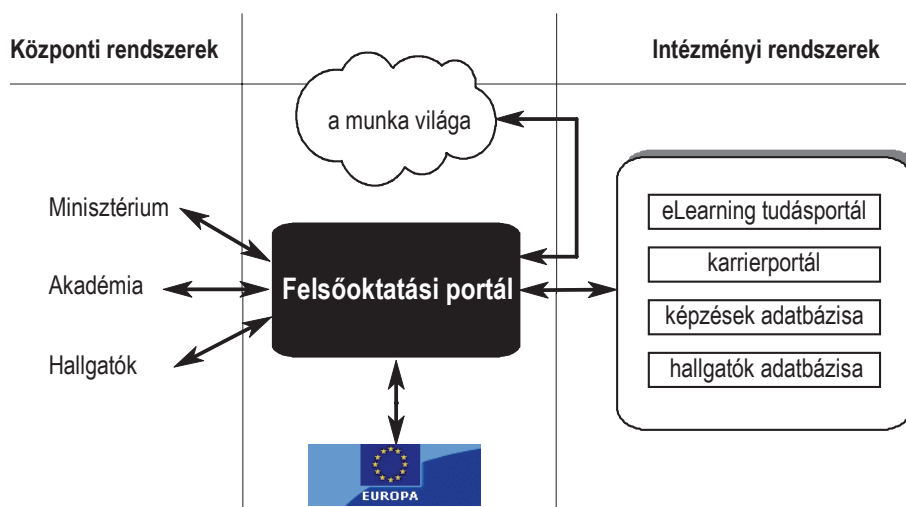 Központi rendszerek
Intézményi rendszerek
a munka világa
Minisztérium
Akadémia
Hallgatók
Felsőoktatási portál
eLearning tudásportál
karrierportál
képzések adatbázisa
hallgatók adatbázisa
EUROPA